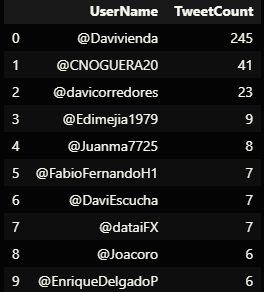 UserName TweetCount
0 @Davivienda 245
1 @CNOGUERA20 41
2 @davicorredores 23
3 @Edimejia1979 9
4 @Juanma7725 8
5 @FabioFernandoH1 7
6 @DaviEscucha 7
7 @dataiFX 7
8 @Joacoro 6
9 @EnriqueDelgadoP 6